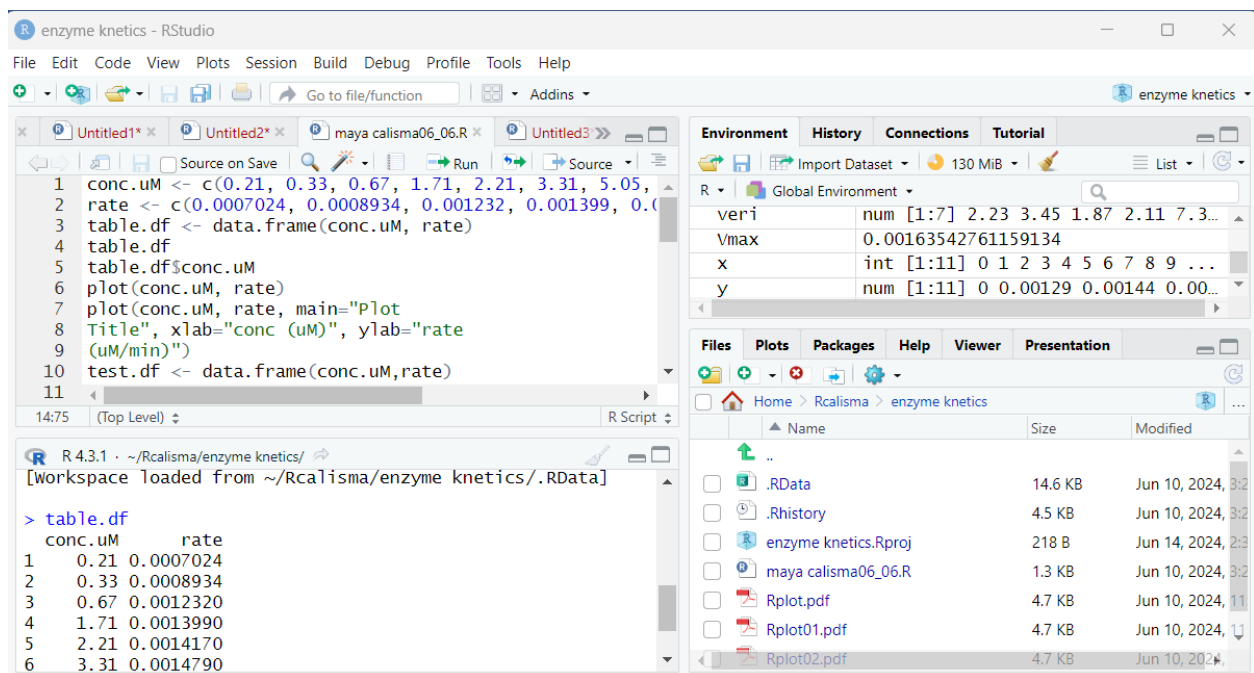 enzyme knetics - RStudio
File Edit Code View Plots Session Build Debug Profile Tools Help
Go to file/function
Addins
enzyme knetics
Untitled1*
Untitled2*
maya calisma06_06.R
Untitled3
Source on Save
Run
Source
1 conc.uM <- c(0.21, 0.33, 0.67, 1.71, 2.21, 3.31, 5.05,
2 rate <- c(0.0007024, 0.0008934, 0.001232, 0.001399, 0.0
3 table.df <- data.frame(conc.uM, rate)
4 table.df
5 table.df$conc.uM
6 plot(conc.uM, rate)
7 plot(conc.uM, rate, main="Plot
8 Title", xlab="conc (uM)", ylab="rate
9 (uM/min)")
10 test.df <- data.frame(conc.uM,rate)
11
14:75 (Top Level) R Script
R 4.3.1 · ~/Rcalisma/enzyme knetics/
[Workspace loaded from ~/Rcalisma/enzyme knetics/.RData]
> table.df
conc.uM rate
1 0.21 0.0007024
2 0.33 0.0008934
3 0.67 0.0012320
4 1.71 0.0013990
5 2.21 0.0014170
6 3.31 0.0014790
Environment History Connections Tutorial
Import Dataset 130 MiB List
R Global Environment
veri num [1:7] 2.23 3.45 1.87 2.11 7.3...
Vmax 0.00163542761159134
x int [1:11] 0 1 2 3 4 5 6 7 8 9 ...
y num [1:11] 0 0.00129 0.00144 0.00...
Files Plots Packages Help Viewer Presentation
Home > Rcalisma > enzyme knetics
Name Size Modified
..
.RData 14.6 KB Jun 10, 2024, 3:2
.Rhistory 4.5 KB Jun 10, 2024, 3:2
enzyme knetics.Rproj 218 B Jun 14, 2024, 2:3
maya calisma06_06.R 1.3 KB Jun 10, 2024, 3:2
Rplot.pdf 4.7 KB Jun 10, 2024, 11
Rplot01.pdf 4.7 KB Jun 10, 2024, 11
Rplot02.pdf 4.7 KB Jun 10, 2024,